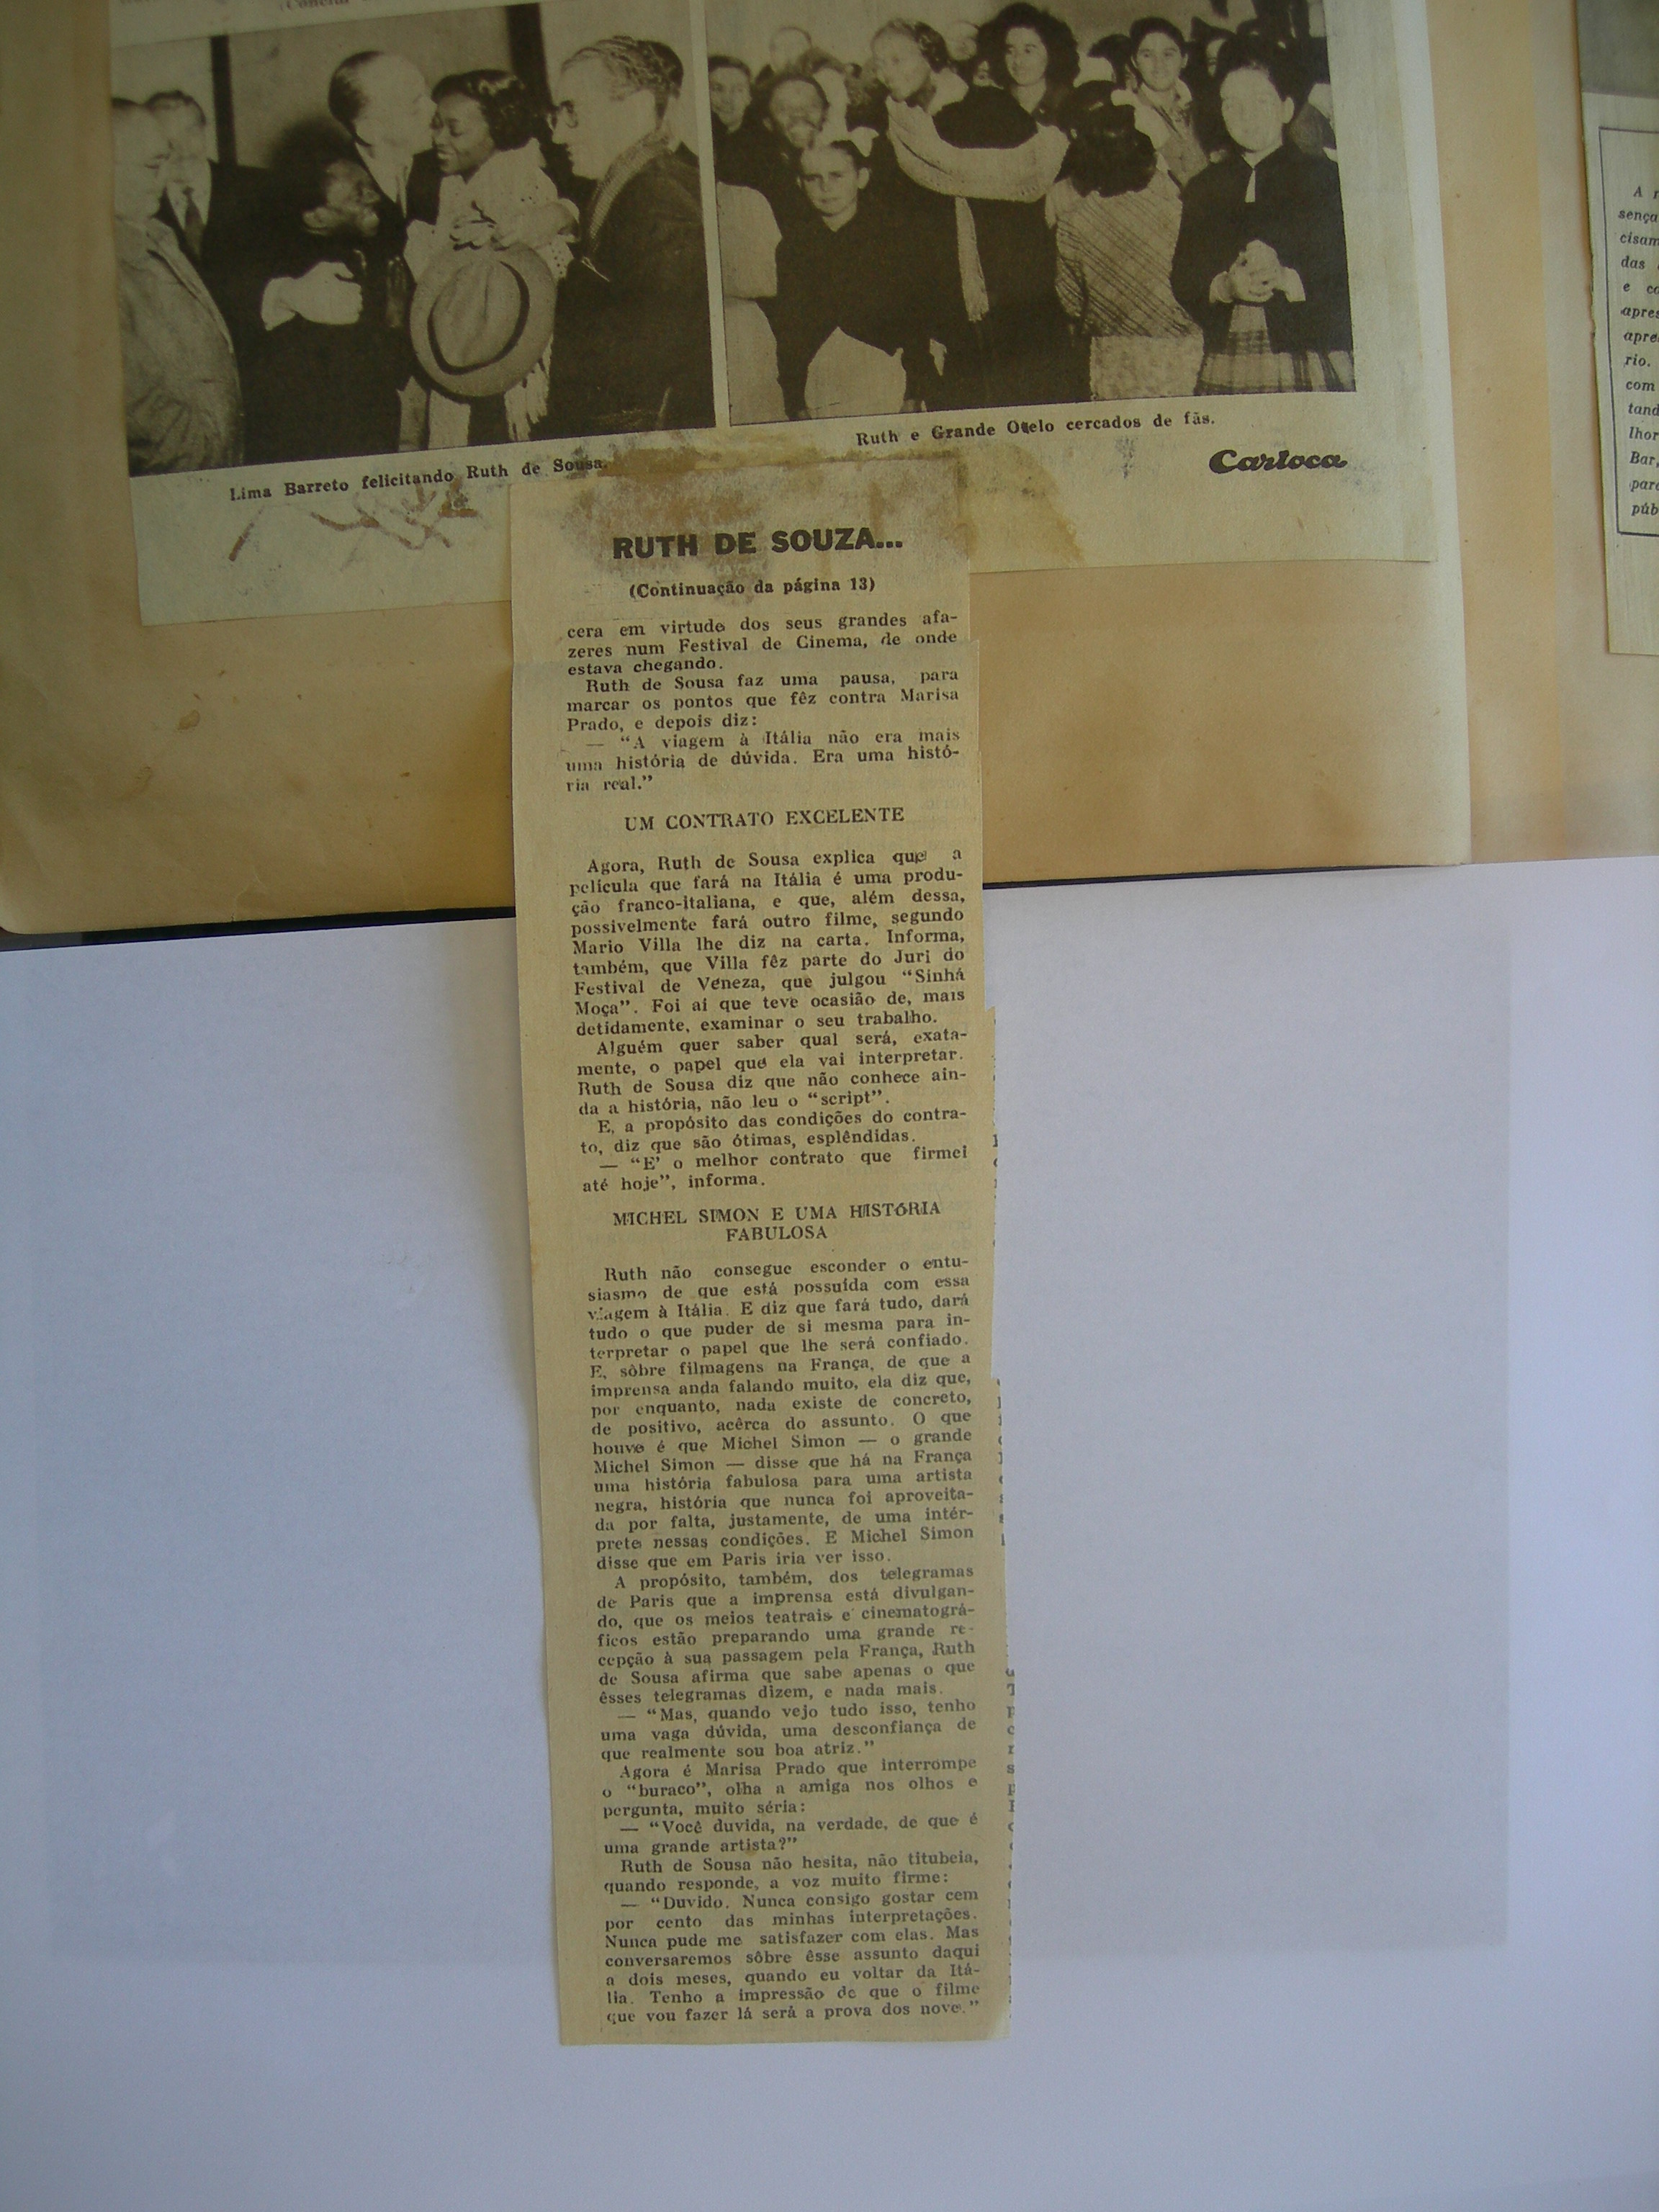 Lima Barreto felicitando Ruth de Sousa.
Ruth e Grande Otelo cercados de fãs.
Carioca
RUTH DE SOUZA...
(Continuação da página 13)
cera em virtude dos seus grandes afa-
zeres num Festival de Cinema, de onde
estava chegando.
Ruth de Sousa faz uma pausa, para
marcar os pontos que fêz contra Marisa
Prado, e depois diz:
— "A viagem à Itália não era mais
uma história de dúvida. Era uma histó-
ria real."
UM CONTRATO EXCELENTE
Agora, Ruth de Sousa explica que a
película que fará na Itália é uma produ-
ção franco-italiana, e que, além dessa,
possivelmente fará outro filme, segundo
Mario Villa lhe diz na carta. Informa,
também, que Villa fêz parte do Juri do
Festival de Veneza, que julgou "Sinhá
Moça". Foi aí que teve ocasião de, mais
detidamente, examinar o seu trabalho.
Alguém quer saber qual será, exata-
mente, o papel que ela vai interpretar.
Ruth de Sousa diz que não conhece ain-
da a história, não leu o "script".
E, a propósito das condições do contra-
to, diz que são ótimas, esplêndidas.
— "E' o melhor contrato que firmei
até hoje", informa.
MICHEL SIMON E UMA HISTÓRIA
FABULOSA
Ruth não consegue esconder o entu-
siasmo de que está possuída com essa
viagem à Itália. E diz que fará tudo, dará
tudo o que puder de si mesma para in-
terpretar o papel que lhe será confiado.
E, sôbre filmagens na França, de que a
imprensa anda falando muito, ela diz que,
por enquanto, nada existe de concreto,
de positivo, acêrca do assunto. O que
houve é que Michel Simon — o grande
Michel Simon — disse que há na França
uma história fabulosa para uma artista
negra, história que nunca foi aproveita-
da por falta, justamente, de uma intér-
prete nessas condições. E Michel Simon
disse que em Paris iria ver isso.
A propósito, também, dos telegramas
de Paris que a imprensa está divulgan-
do, que os meios teatrais e cinematográ-
ficos estão preparando uma grande re-
cepção à sua passagem pela França, Ruth
de Sousa afirma que sabe apenas o que
êsses telegramas dizem, e nada mais.
— "Mas, quando vejo tudo isso, tenho
uma vaga dúvida, uma desconfiança de
que realmente sou boa atriz."
Agora é Marisa Prado que interrompe
o "buraco", olha a amiga nos olhos e
pergunta, muito séria:
— "Você duvida, na verdade, de que é
uma grande artista?"
Ruth de Sousa não hesita, não titubeia,
quando responde, a voz muito firme:
— "Duvido. Nunca consigo gostar cem
por cento das minhas interpretações.
Nunca pude me satisfazer com elas. Mas
conversaremos sôbre êsse assunto daqui
a dois meses, quando eu voltar da Itá-
lia. Tenho a impressão de que o filme
que vou fazer lá será a prova dos nove."
sença
cisam
das
e
apres
apre
rio.
com
tand
lhor
Bar,
para
púb